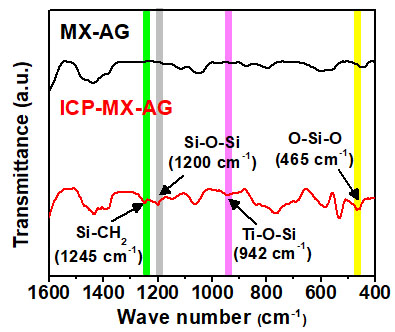 MX-AG
ICP-MX-AG
Si-O-Si
(1200 cm⁻¹)
O-Si-O
(465 cm⁻¹)
Si-CH₂
(1245 cm⁻¹)
Ti-O-Si
(942 cm⁻¹)
Transmittance (a.u.)
1600 1400 1200 1000 800 600 400
Wave number (cm⁻¹)